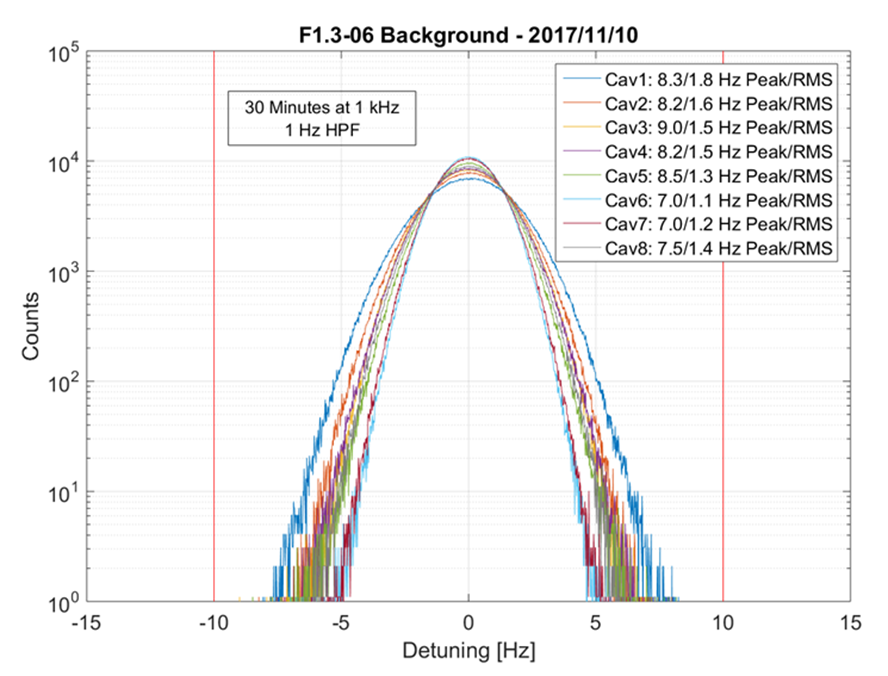 F1.3-06 Background - 2017/11/10
10^5
10^4
10^3
10^2
10^1
10^0
Counts
30 Minutes at 1 kHz
1 Hz HPF
Cav1: 8.3/1.8 Hz Peak/RMS
Cav2: 8.2/1.6 Hz Peak/RMS
Cav3: 9.0/1.5 Hz Peak/RMS
Cav4: 8.2/1.5 Hz Peak/RMS
Cav5: 8.5/1.3 Hz Peak/RMS
Cav6: 7.0/1.1 Hz Peak/RMS
Cav7: 7.0/1.2 Hz Peak/RMS
Cav8: 7.5/1.4 Hz Peak/RMS
-15 -10 -5 0 5 10 15
Detuning [Hz]